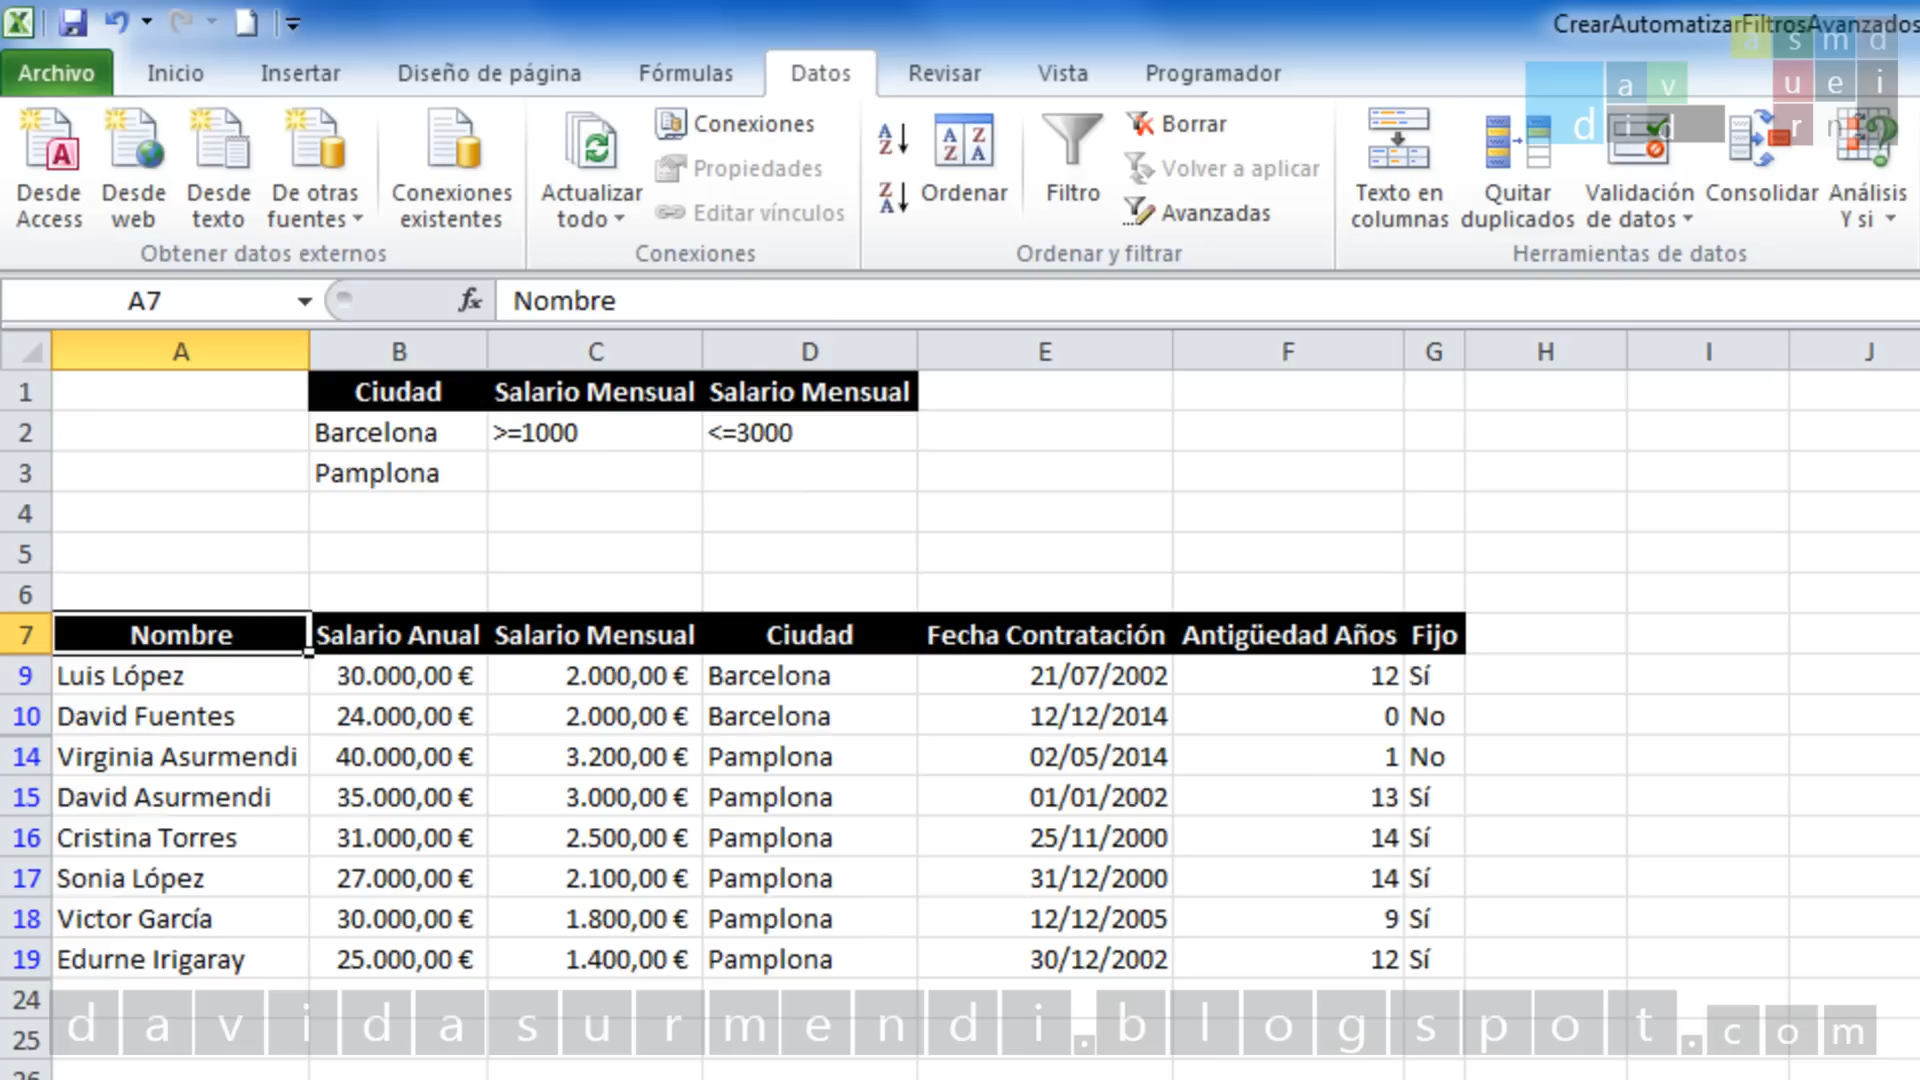 CrearAutomatizarFiltrosAvanzados
Archivo Inicio Insertar Diseño de página Fórmulas Datos Revisar Vista Programador
a s m d
u e i
d a v i d r n
Desde Access
Desde web
Desde texto
De otras fuentes
Conexiones existentes
Obtener datos externos
Actualizar todo
Conexiones
Propiedades
Editar vínculos
Conexiones
Ordenar
Filtro
Borrar
Volver a aplicar
Avanzadas
Ordenar y filtrar
Texto en columnas
Quitar duplicados
Validación de datos
Consolidar
Análisis Y si
Herramientas de datos
A7 fx Nombre
A B C D E F G H I J
1 Ciudad Salario Mensual Salario Mensual
2 Barcelona >=1000 <=3000
3 Pamplona
4
5
6
7 Nombre Salario Anual Salario Mensual Ciudad Fecha Contratación Antigüedad Años Fijo
9 Luis López 30.000,00 € 2.000,00 € Barcelona 21/07/2002 12 Sí
10 David Fuentes 24.000,00 € 2.000,00 € Barcelona 12/12/2014 0 No
14 Virginia Asurmendi 40.000,00 € 3.200,00 € Pamplona 02/05/2014 1 No
15 David Asurmendi 35.000,00 € 3.000,00 € Pamplona 01/01/2002 13 Sí
16 Cristina Torres 31.000,00 € 2.500,00 € Pamplona 25/11/2000 14 Sí
17 Sonia López 27.000,00 € 2.100,00 € Pamplona 31/12/2000 14 Sí
18 Victor García 30.000,00 € 1.800,00 € Pamplona 12/12/2005 9 Sí
19 Edurne Irigaray 25.000,00 € 1.400,00 € Pamplona 30/12/2002 12 Sí
24
25
davidasurmendi.blogspot.com
26